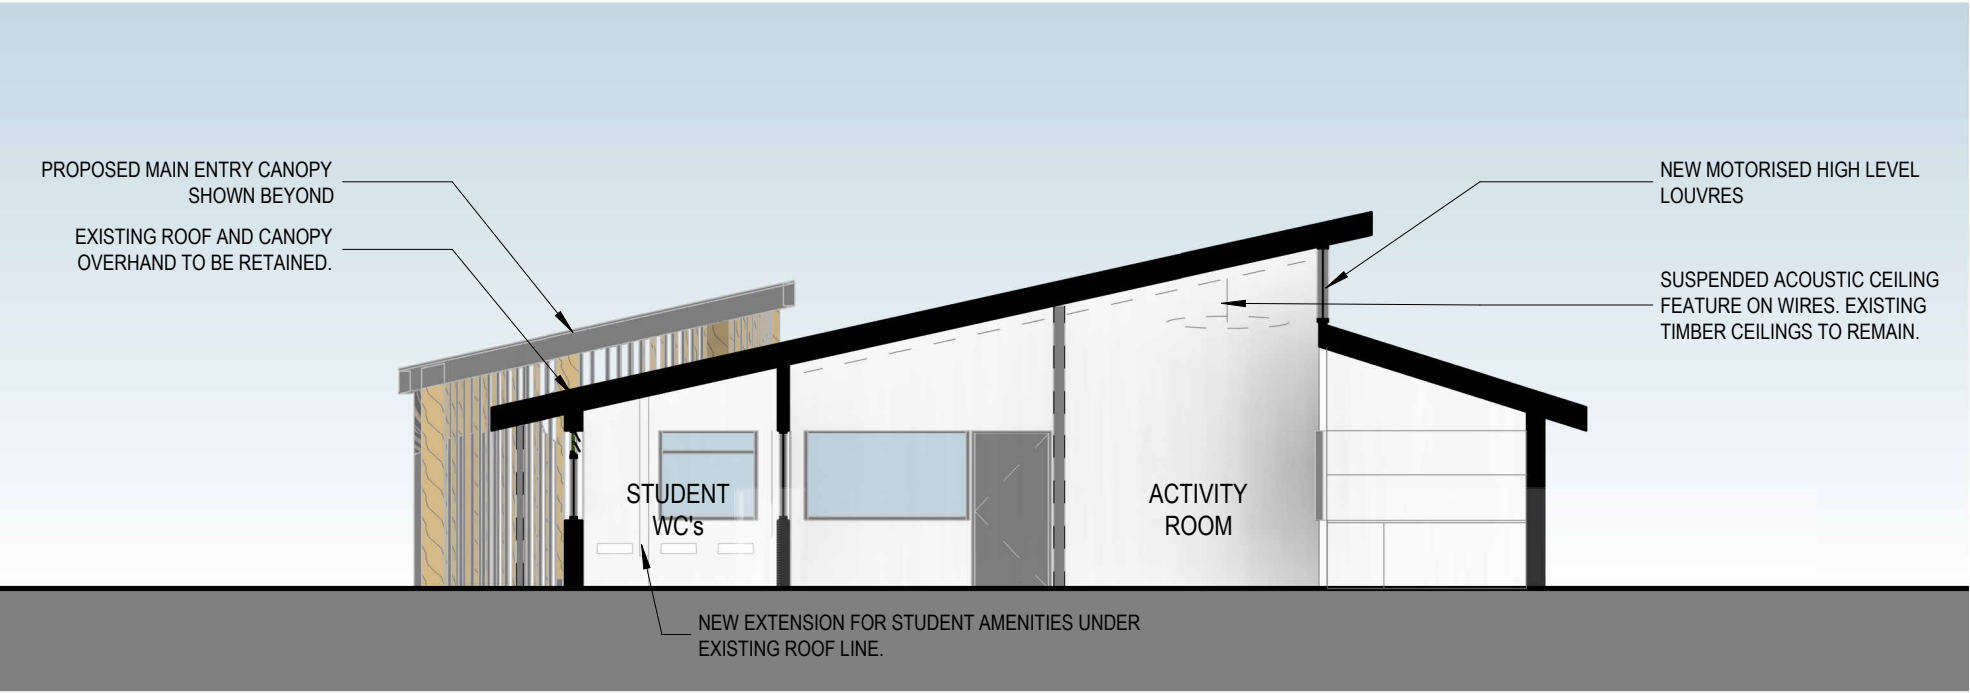 PROPOSED MAIN ENTRY CANOPY
SHOWN BEYOND
EXISTING ROOF AND CANOPY
OVERHAND TO BE RETAINED.
NEW MOTORISED HIGH LEVEL
LOUVRES
SUSPENDED ACOUSTIC CEILING
FEATURE ON WIRES. EXISTING
TIMBER CEILINGS TO REMAIN.
STUDENT
WC's
ACTIVITY
ROOM
NEW EXTENSION FOR STUDENT AMENITIES UNDER
EXISTING ROOF LINE.